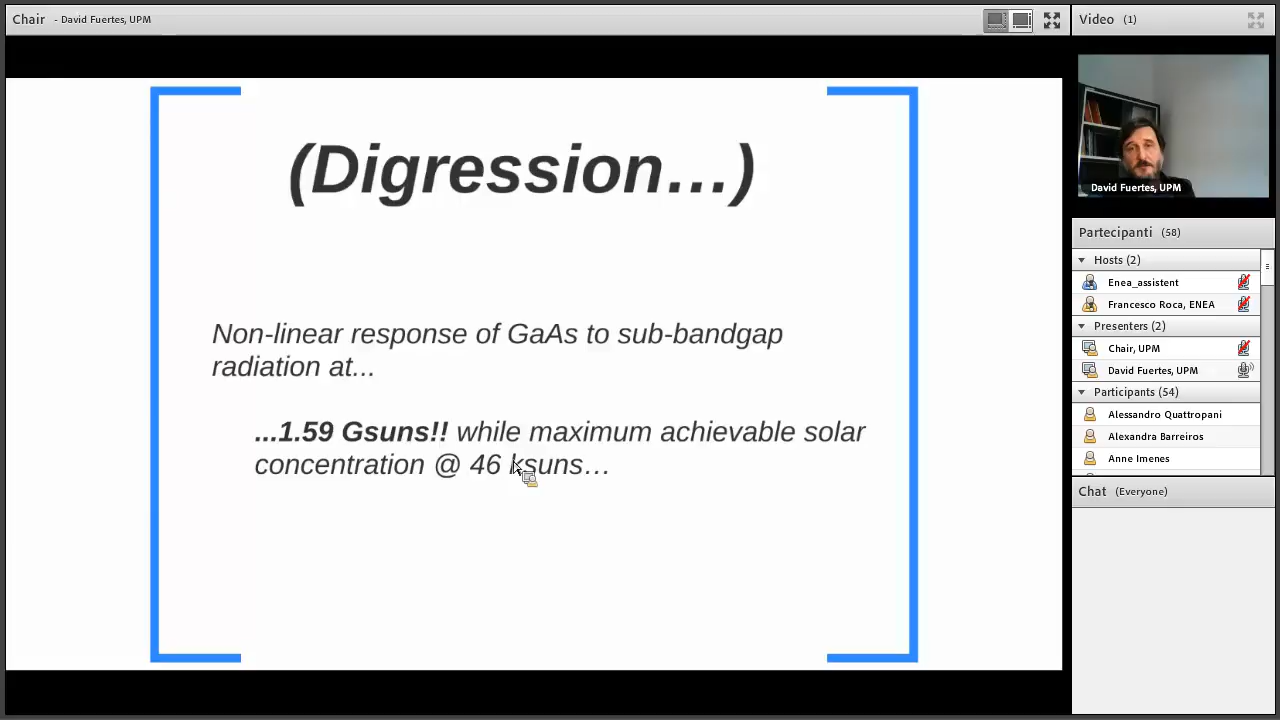 Chair - David Fuertes, UPM
(Digression…)
Non-linear response of GaAs to sub-bandgap
radiation at...
...1.59 Gsuns!! while maximum achievable solar
concentration @ 46 ksuns…
Video (1)
David Fuertes, UPM
Partecipanti (58)
Hosts (2)
Enea_assistent
Francesco Roca, ENEA
Presenters (2)
Chair, UPM
David Fuertes, UPM
Participants (54)
Alessandro Quattropani
Alexandra Barreiros
Anne Imenes
Chat (Everyone)